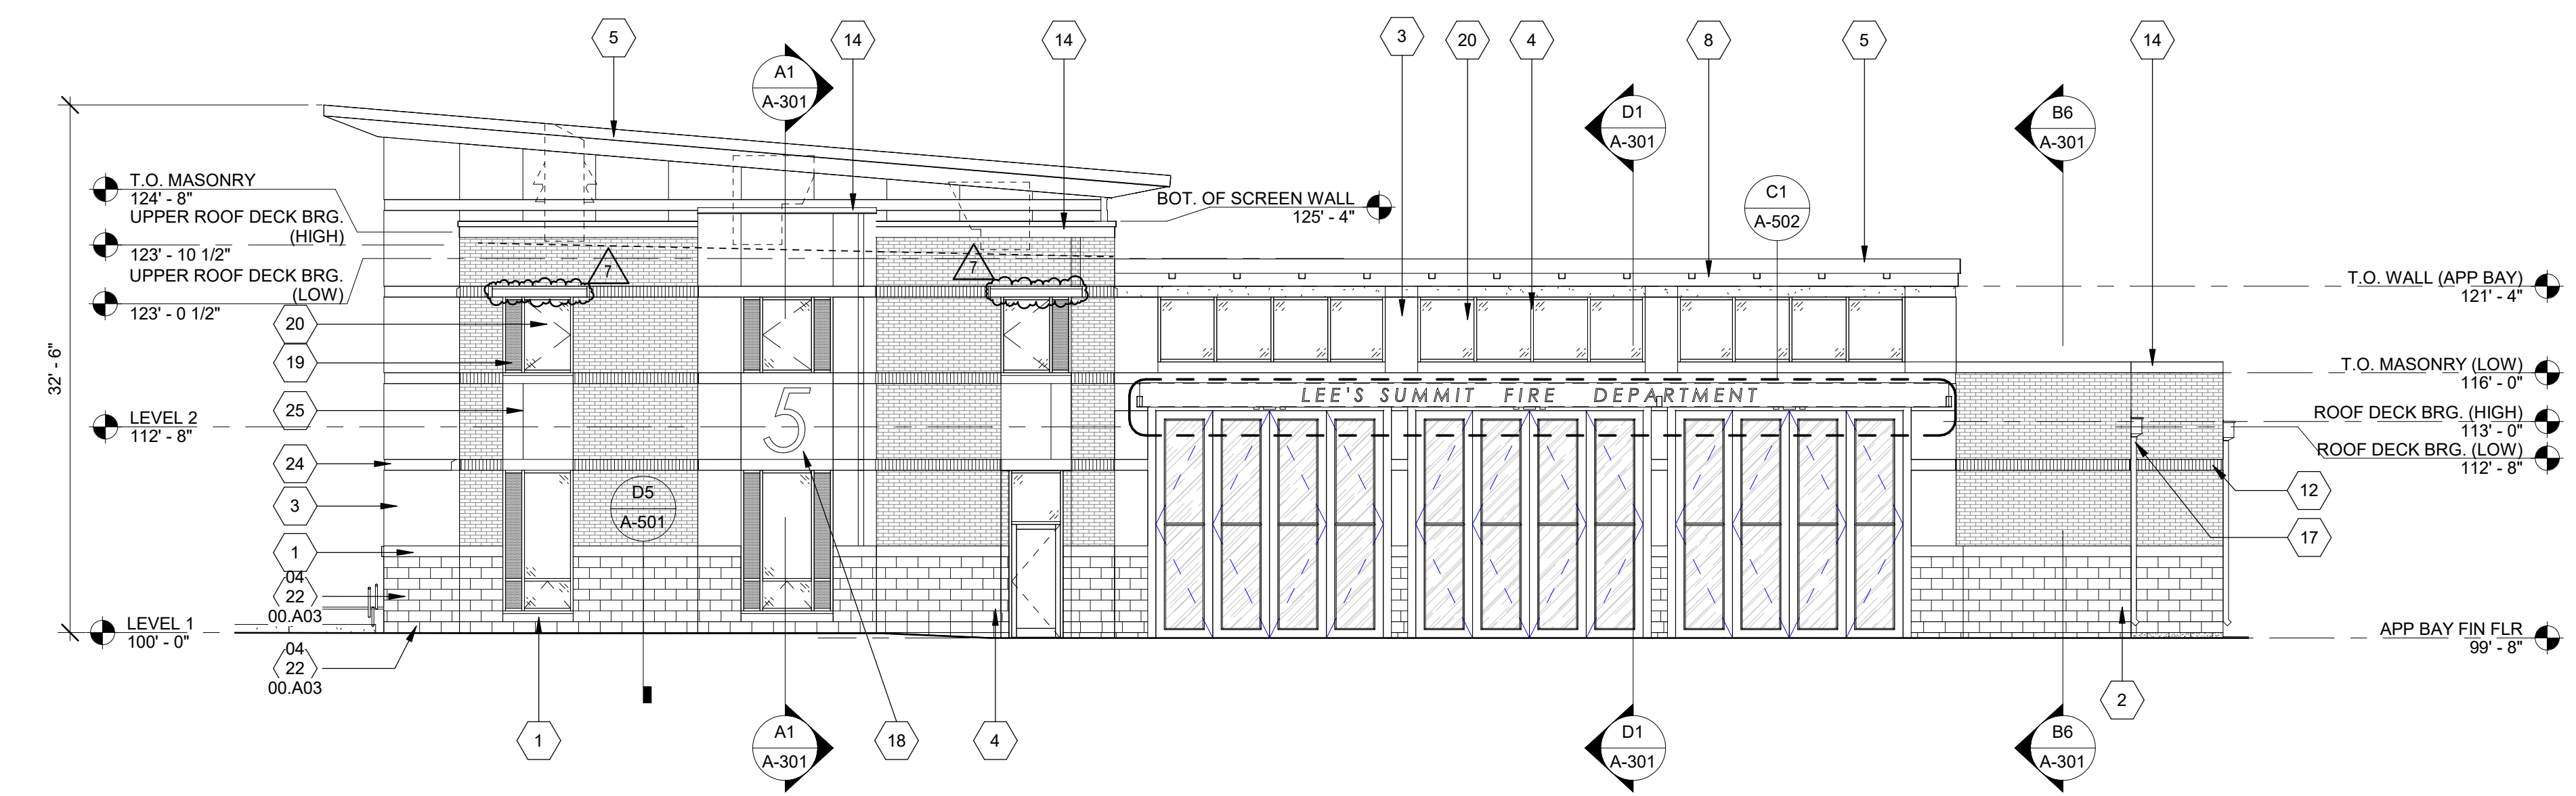 5
14
14
3
20
4
8
5
14
A1
A-301
D1
A-301
B6
A-301
C1
A-502
T.O. MASONRY
124' - 8"
UPPER ROOF DECK BRG.
(HIGH)
123' - 10 1/2"
UPPER ROOF DECK BRG.
(LOW)
123' - 0 1/2"
BOT. OF SCREEN WALL
125' - 4"
7
7
T.O. WALL (APP BAY)
121' - 4"
20
19
25
32' - 6"
LEVEL 2
112' - 8"
24
3
1
04
22
00.A03
LEVEL 1
100' - 0"
04
22
00.A03
5
D5
A-501
LEE'S SUMMIT FIRE DEPARTMENT
T.O. MASONRY (LOW)
116' - 0"
ROOF DECK BRG. (HIGH)
113' - 0"
ROOF DECK BRG. (LOW)
112' - 8"
12
17
APP BAY FIN FLR
99' - 8"
2
1
A1
A-301
18
4
D1
A-301
B6
A-301